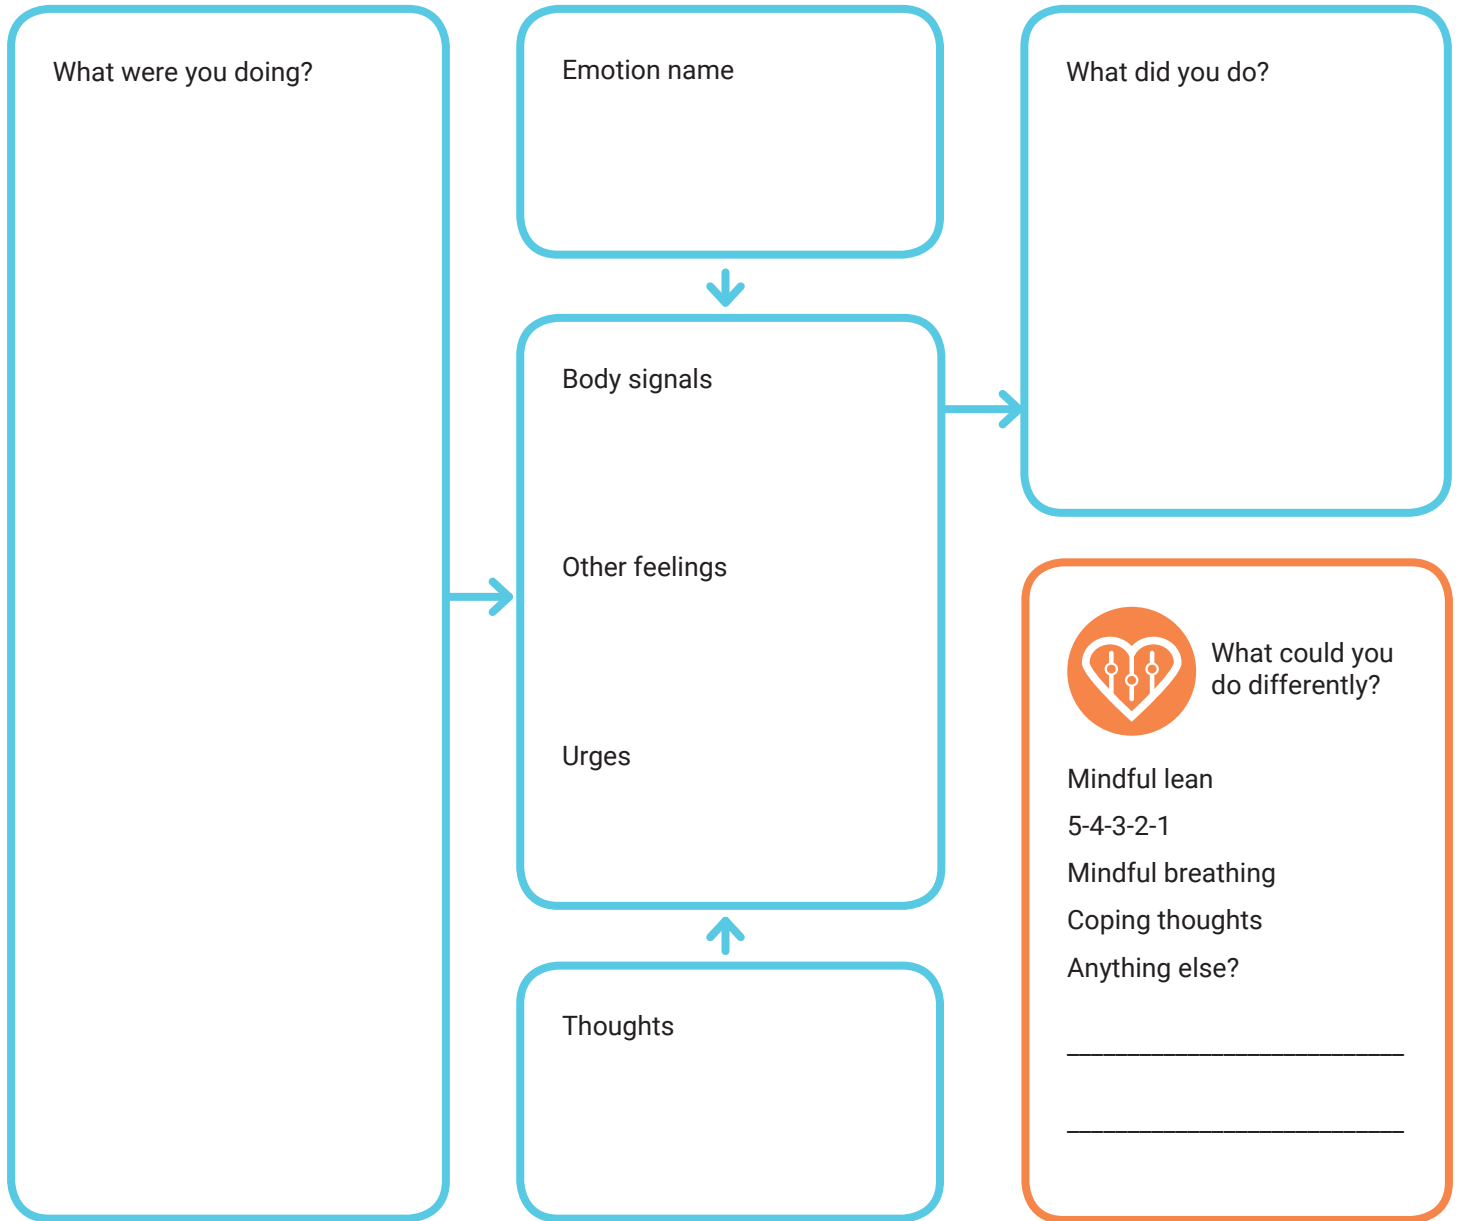 What were you doing?
Emotion name
Body signals
Other feelings
Urges
Thoughts
What did you do?
What could you
do differently?
Mindful lean
5-4-3-2-1
Mindful breathing
Coping thoughts
Anything else?